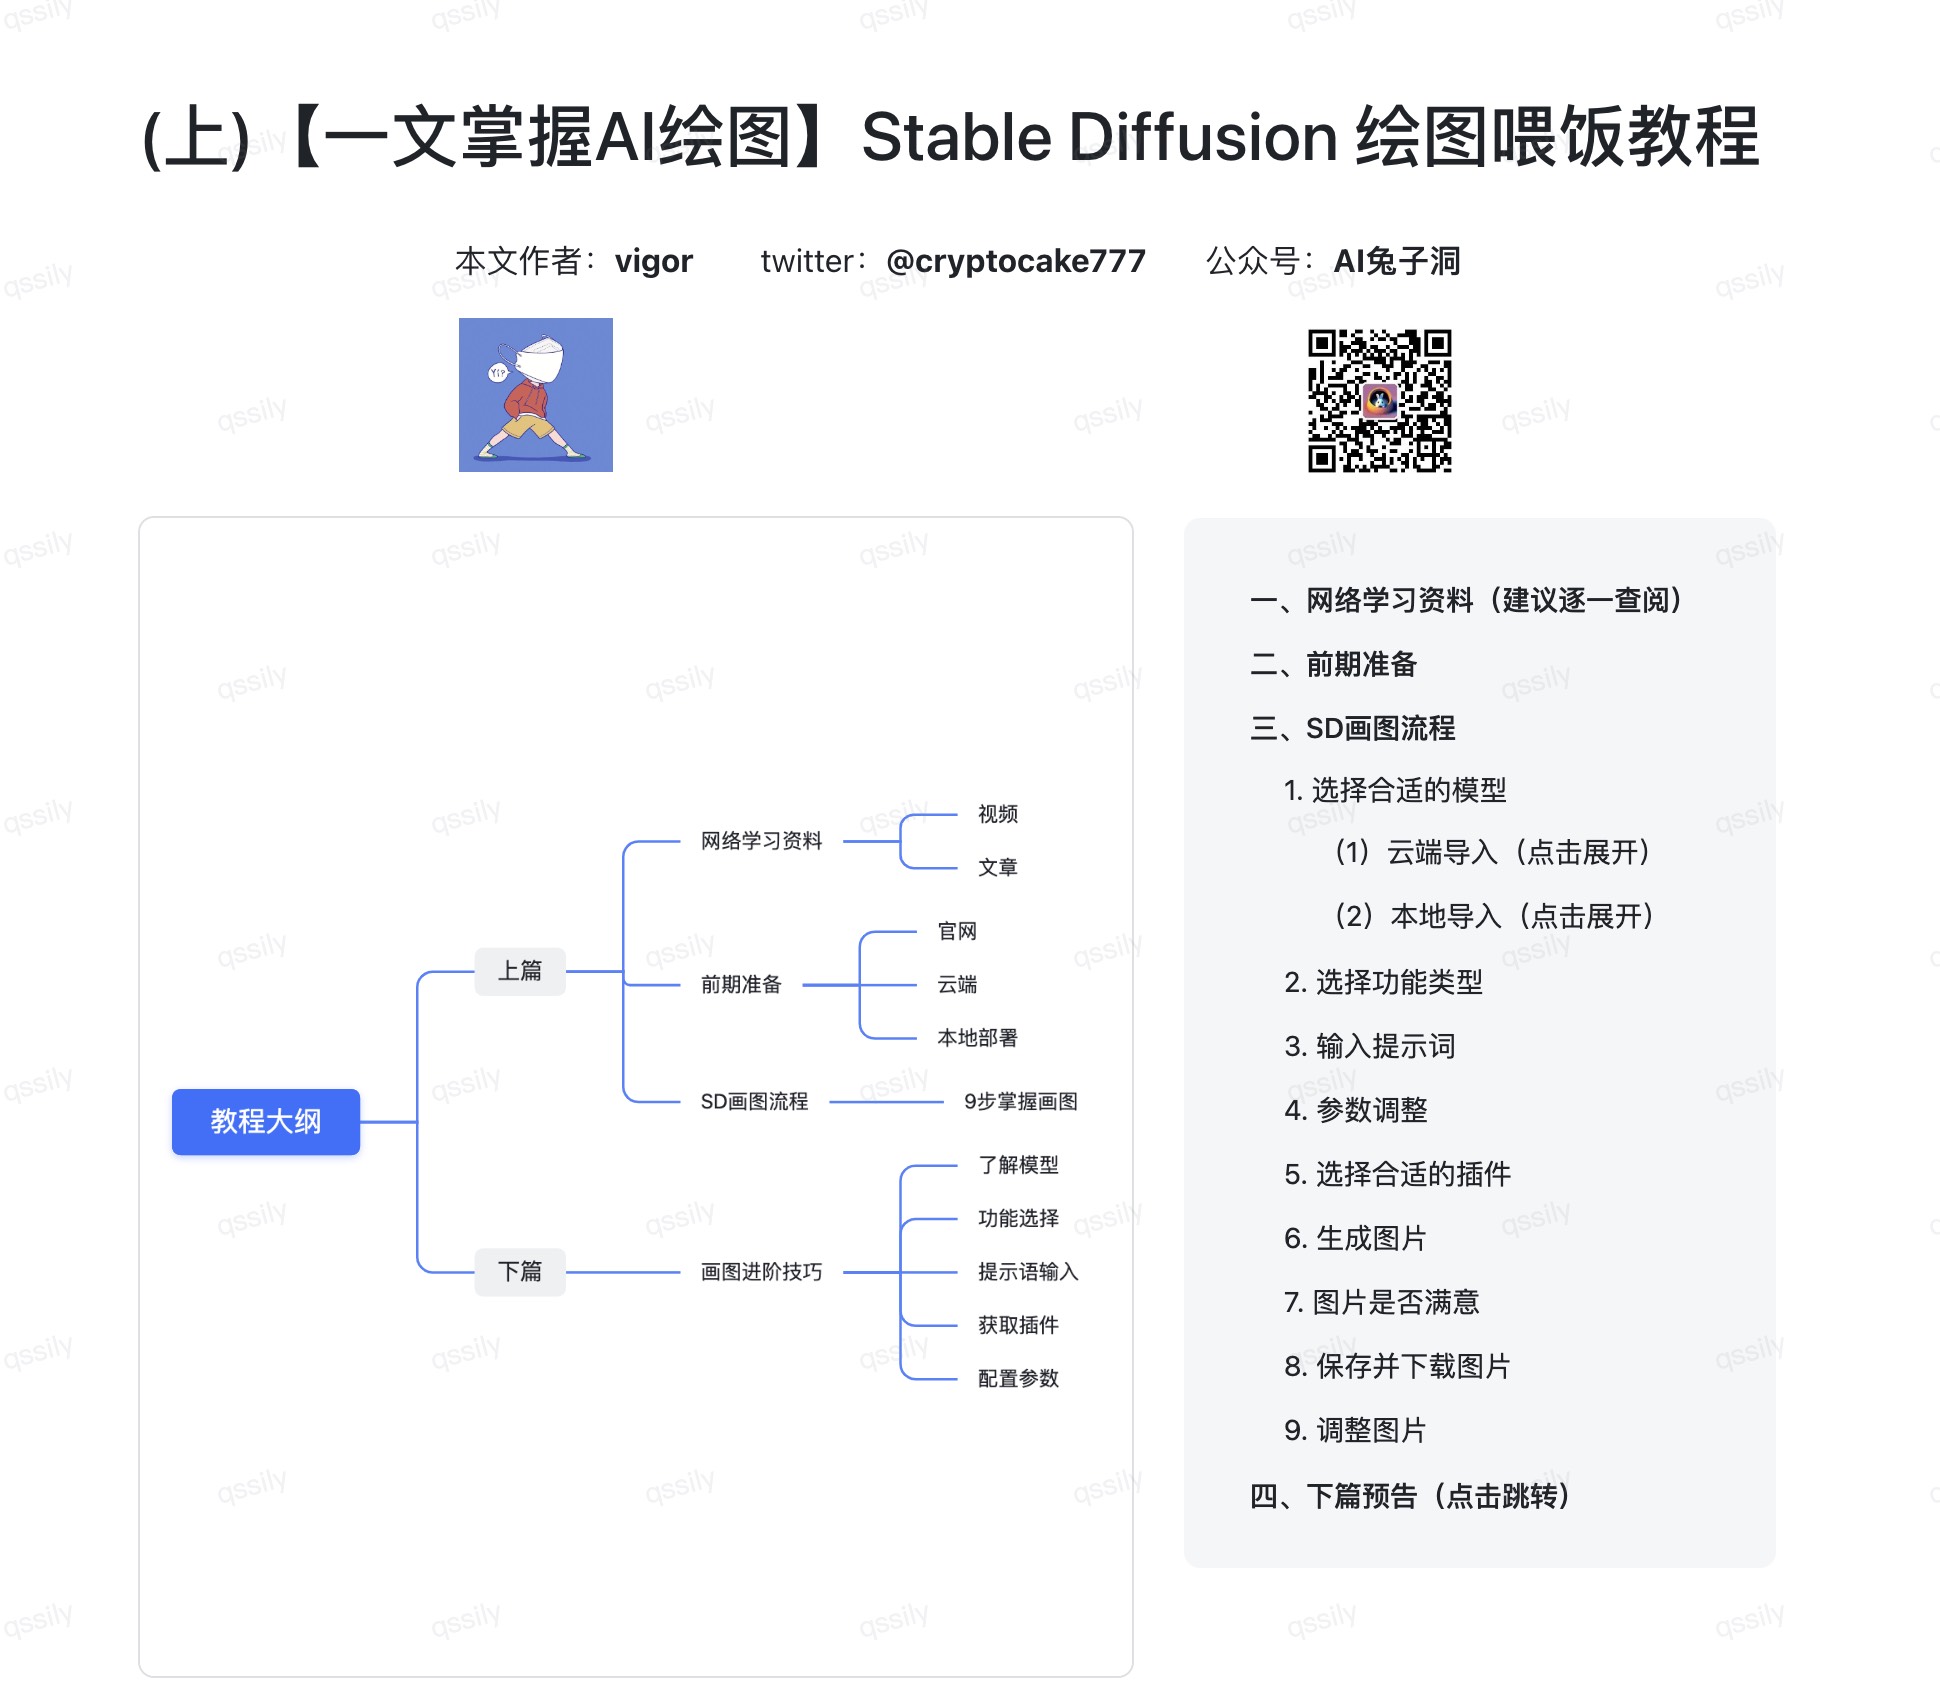 (上)【一文掌握AI绘图】Stable Diffusion 绘图喂饭教程
本文作者：vigor twitter：@cryptocake777 公众号：AI兔子洞
Yi?
教程大纲
上篇
网络学习资料
视频
文章
前期准备
官网
云端
本地部署
SD画图流程
9步掌握画图
下篇
画图进阶技巧
了解模型
功能选择
提示语输入
获取插件
配置参数
一、网络学习资料（建议逐一查阅）
二、前期准备
三、SD画图流程
1. 选择合适的模型
（1）云端导入（点击展开）
（2）本地导入（点击展开）
2. 选择功能类型
3. 输入提示词
4. 参数调整
5. 选择合适的插件
6. 生成图片
7. 图片是否满意
8. 保存并下载图片
9. 调整图片
四、下篇预告（点击跳转）
qssily